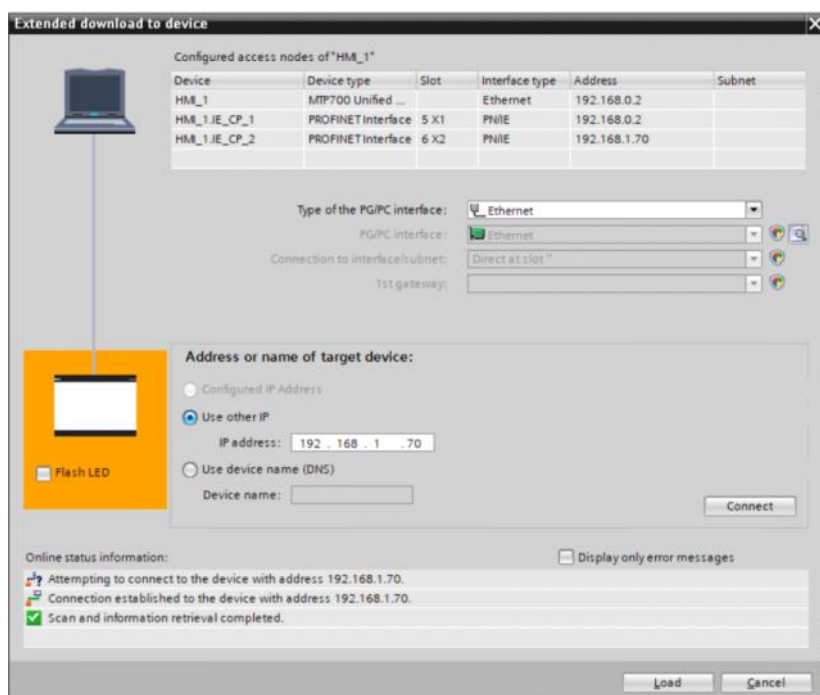 Extended download to device
Configured access nodes of "HMI_1"
Device Device type Slot Interface type Address Subnet
HMI_1 MTP700 Unified ... Ethernet 192.168.0.2
HMI_1.IE_CP_1 PROFINET Interface 5 X1 PN/IE 192.168.0.2
HMI_1.IE_CP_2 PROFINET Interface 6 X2 PN/IE 192.168.1.70
Type of the PG/PC interface: Ethernet
PG/PC interface: Ethernet
Connection to interface/subnet: Direct at slot ''
1st gateway:
Address or name of target device:
Configured IP Address
Use other IP
IP address: 192 . 168 . 1 . 70
Flash LED
Use device name (DNS)
Device name:
Connect
Online status information:
Display only error messages
Attempting to connect to the device with address 192.168.1.70.
Connection established to the device with address 192.168.1.70.
Scan and information retrieval completed.
Load Cancel